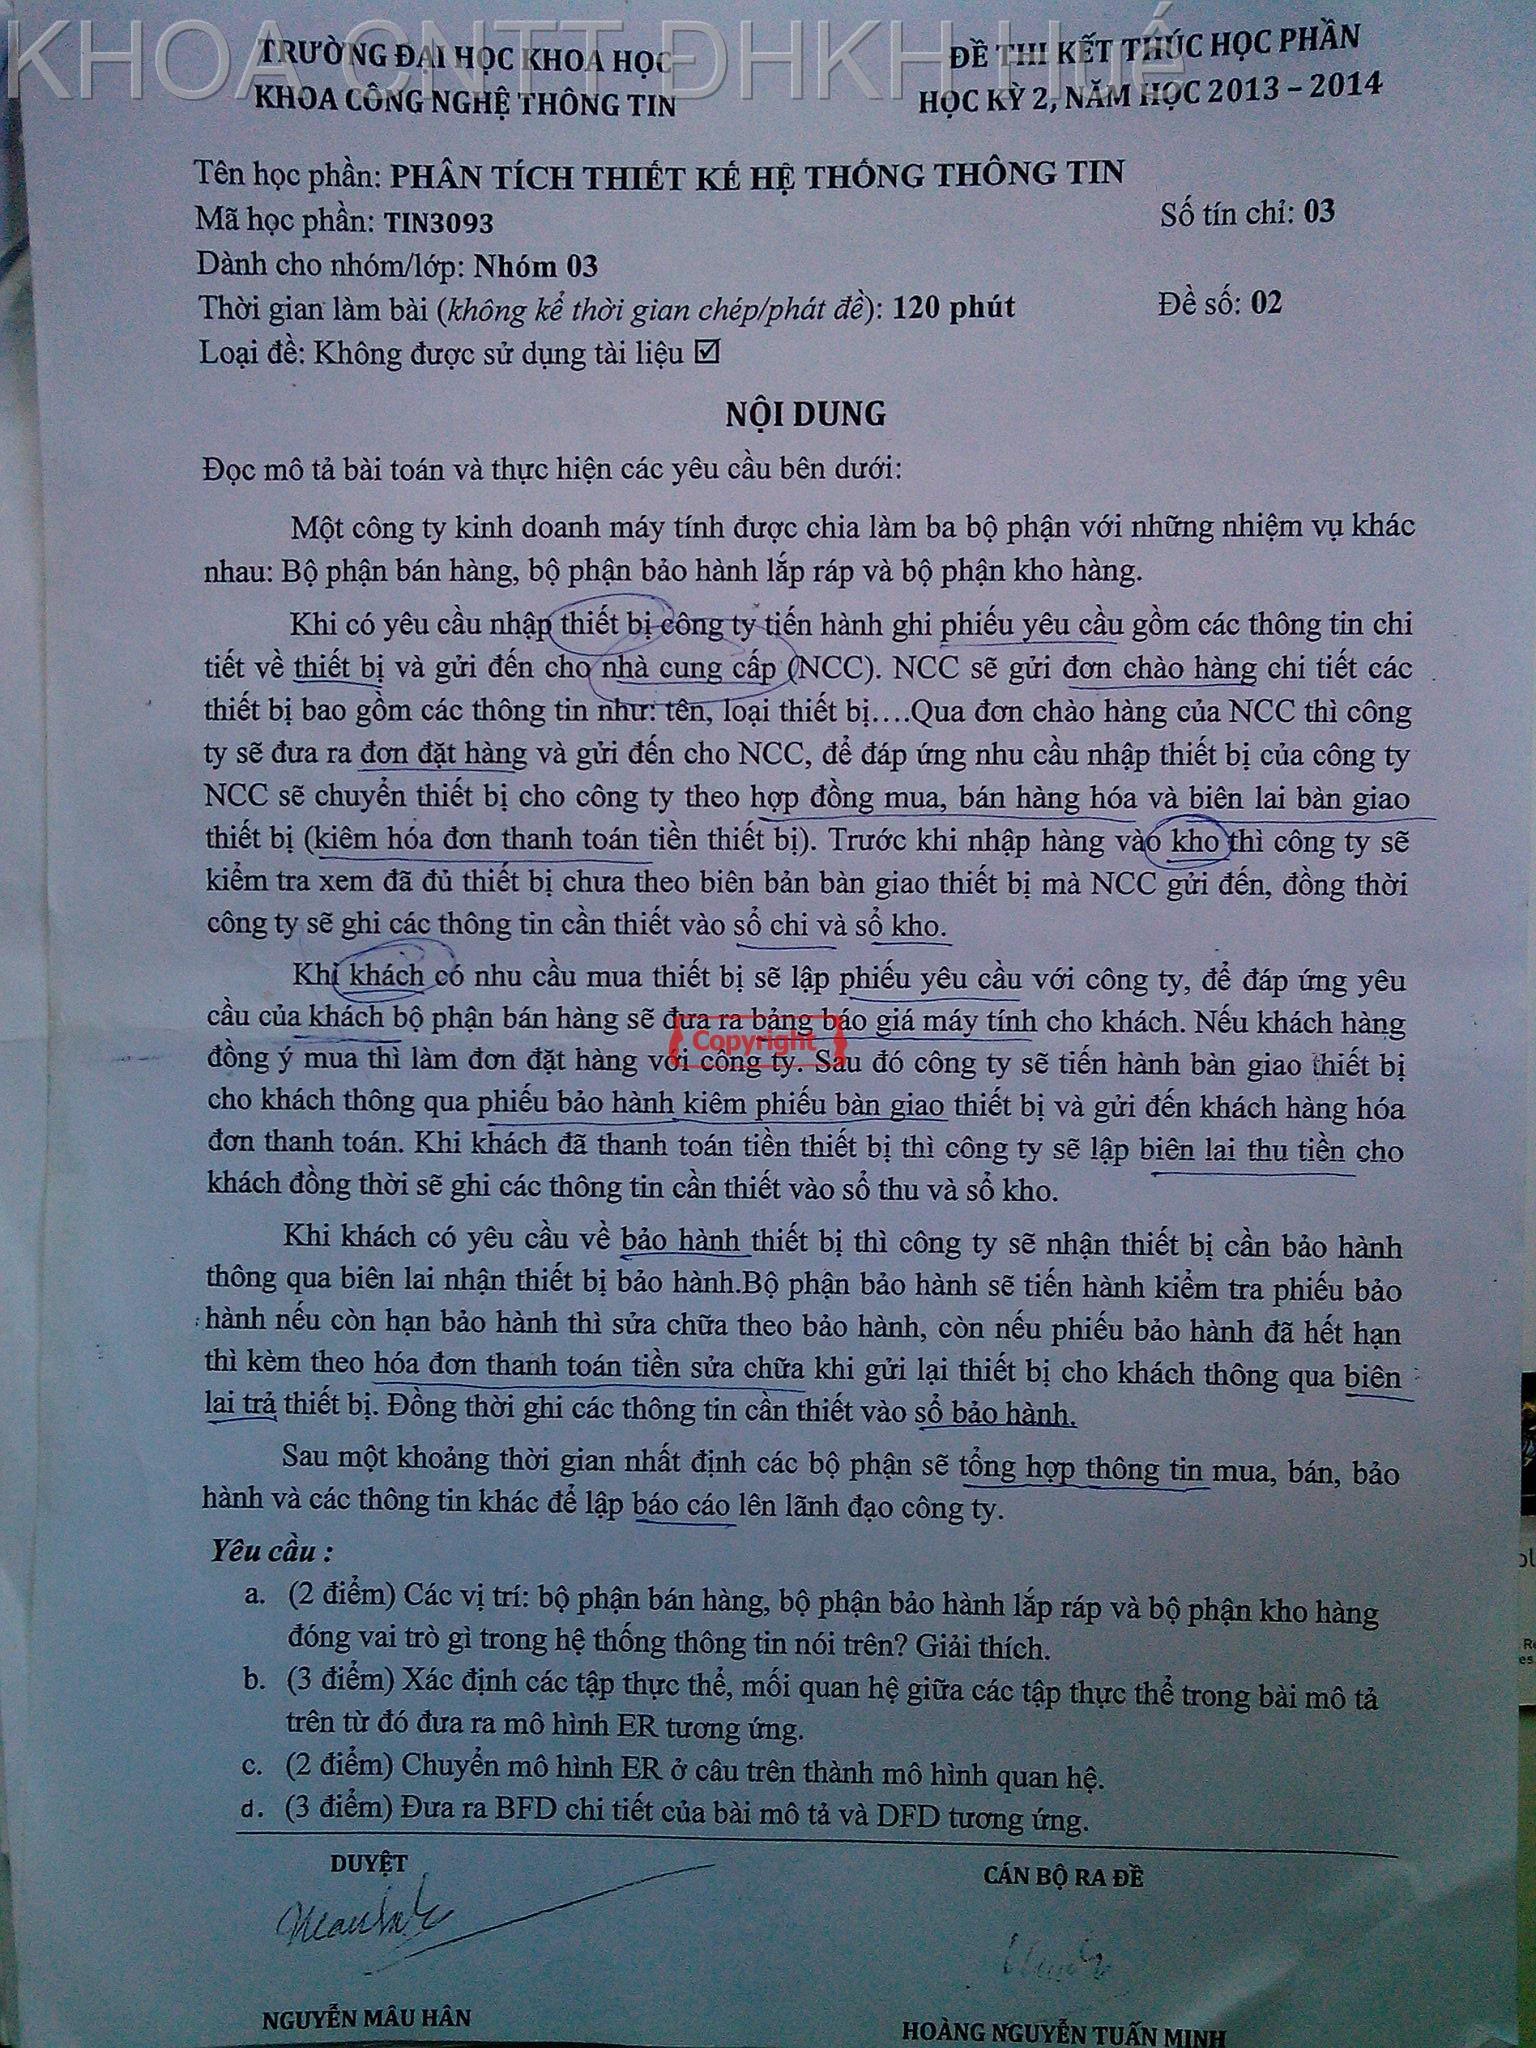 KHOA CNTT ĐHKH Huế
TRƯỜNG ĐẠI HỌC KHOA HỌC
KHOA CÔNG NGHỆ THÔNG TIN
ĐỀ THI KẾT THÚC HỌC PHẦN
HỌC KỲ 2, NĂM HỌC 2013 – 2014
Tên học phần: PHÂN TÍCH THIẾT KẾ HỆ THỐNG THÔNG TIN
Mã học phần: TIN3093
Số tín chỉ: 03
Dành cho nhóm/lớp: Nhóm 03
Thời gian làm bài (không kể thời gian chép/phát đề): 120 phút
Đề số: 02
Loại đề: Không được sử dụng tài liệu ☑
NỘI DUNG
Đọc mô tả bài toán và thực hiện các yêu cầu bên dưới:
Một công ty kinh doanh máy tính được chia làm ba bộ phận với những nhiệm vụ khác
nhau: Bộ phận bán hàng, bộ phận bảo hành lắp ráp và bộ phận kho hàng.
Khi có yêu cầu nhập thiết bị công ty tiến hành ghi phiếu yêu cầu gồm các thông tin chi
tiết về thiết bị và gửi đến cho nhà cung cấp (NCC). NCC sẽ gửi đơn chào hàng chi tiết các
thiết bị bao gồm các thông tin như: tên, loại thiết bị….Qua đơn chào hàng của NCC thì công
ty sẽ đưa ra đơn đặt hàng và gửi đến cho NCC, để đáp ứng nhu cầu nhập thiết bị của công ty
NCC sẽ chuyển thiết bị cho công ty theo hợp đồng mua, bán hàng hóa và biên lai bàn giao
thiết bị (kiêm hóa đơn thanh toán tiền thiết bị). Trước khi nhập hàng vào kho thì công ty sẽ
kiểm tra xem đã đủ thiết bị chưa theo biên bản bàn giao thiết bị mà NCC gửi đến, đồng thời
công ty sẽ ghi các thông tin cần thiết vào sổ chi và sổ kho.
Khi khách có nhu cầu mua thiết bị sẽ lập phiếu yêu cầu với công ty, để đáp ứng yêu
cầu của khách bộ phận bán hàng sẽ đưa ra bảng báo giá máy tính cho khách. Nếu khách hàng
Copyright
đồng ý mua thì làm đơn đặt hàng với công ty. Sau đó công ty sẽ tiến hành bàn giao thiết bị
cho khách thông qua phiếu bảo hành kiêm phiếu bàn giao thiết bị và gửi đến khách hàng hóa
đơn thanh toán. Khi khách đã thanh toán tiền thiết bị thì công ty sẽ lập biên lai thu tiền cho
khách đồng thời sẽ ghi các thông tin cần thiết vào sổ thu và sổ kho.
Khi khách có yêu cầu về bảo hành thiết bị thì công ty sẽ nhận thiết bị cần bảo hành
thông qua biên lai nhận thiết bị bảo hành.Bộ phận bảo hành sẽ tiến hành kiểm tra phiếu bảo
hành nếu còn hạn bảo hành thì sửa chữa theo bảo hành, còn nếu phiếu bảo hành đã hết hạn
thì kèm theo hóa đơn thanh toán tiền sửa chữa khi gửi lại thiết bị cho khách thông qua biên
lai trả thiết bị. Đồng thời ghi các thông tin cần thiết vào sổ bảo hành.
Sau một khoảng thời gian nhất định các bộ phận sẽ tổng hợp thông tin mua, bán, bảo
hành và các thông tin khác để lập báo cáo lên lãnh đạo công ty.
Yêu cầu :
a. (2 điểm) Các vị trí: bộ phận bán hàng, bộ phận bảo hành lắp ráp và bộ phận kho hàng
đóng vai trò gì trong hệ thống thông tin nói trên? Giải thích.
b. (3 điểm) Xác định các tập thực thể, mối quan hệ giữa các tập thực thể trong bài mô tả
trên từ đó đưa ra mô hình ER tương ứng.
c. (2 điểm) Chuyển mô hình ER ở câu trên thành mô hình quan hệ.
d. (3 điểm) Đưa ra BFD chi tiết của bài mô tả và DFD tương ứng.
DUYỆT
CÁN BỘ RA ĐỀ
NGUYỄN MẬU HÂN
HOÀNG NGUYỄN TUẤN MINH